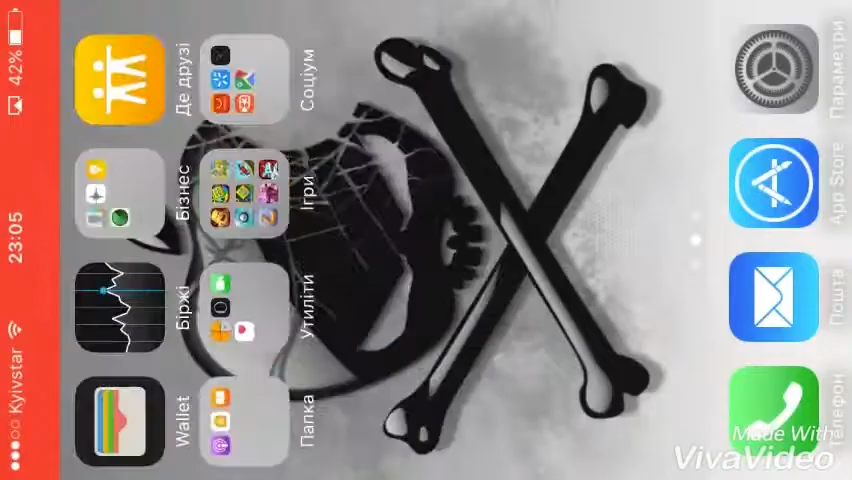 Kyivstar
23:05
42%
Wallet
Біржі
Бізнес
Де друзі
Папка
Утиліти
Ігри
Соціум
Телефон
Пошта
App Store
Параметри
Made With
VivaVideo